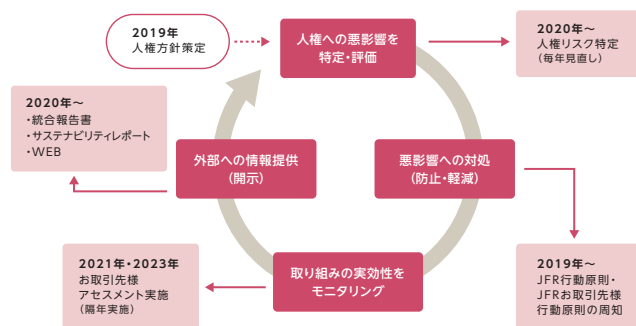 2019年
人権方針策定
人権への悪影響を
特定・評価
2020年～
人権リスク特定
（毎年見直し）
2020年～
・統合報告書
・サステナビリティレポート
・WEB
外部への情報提供
（開示）
悪影響への対処
（防止・軽減）
2021年・2023年
お取引先様
アセスメント実施
（隔年実施）
取り組みの実効性を
モニタリング
2019年～
JFR行動原則・
JFRお取引先様
行動原則の周知